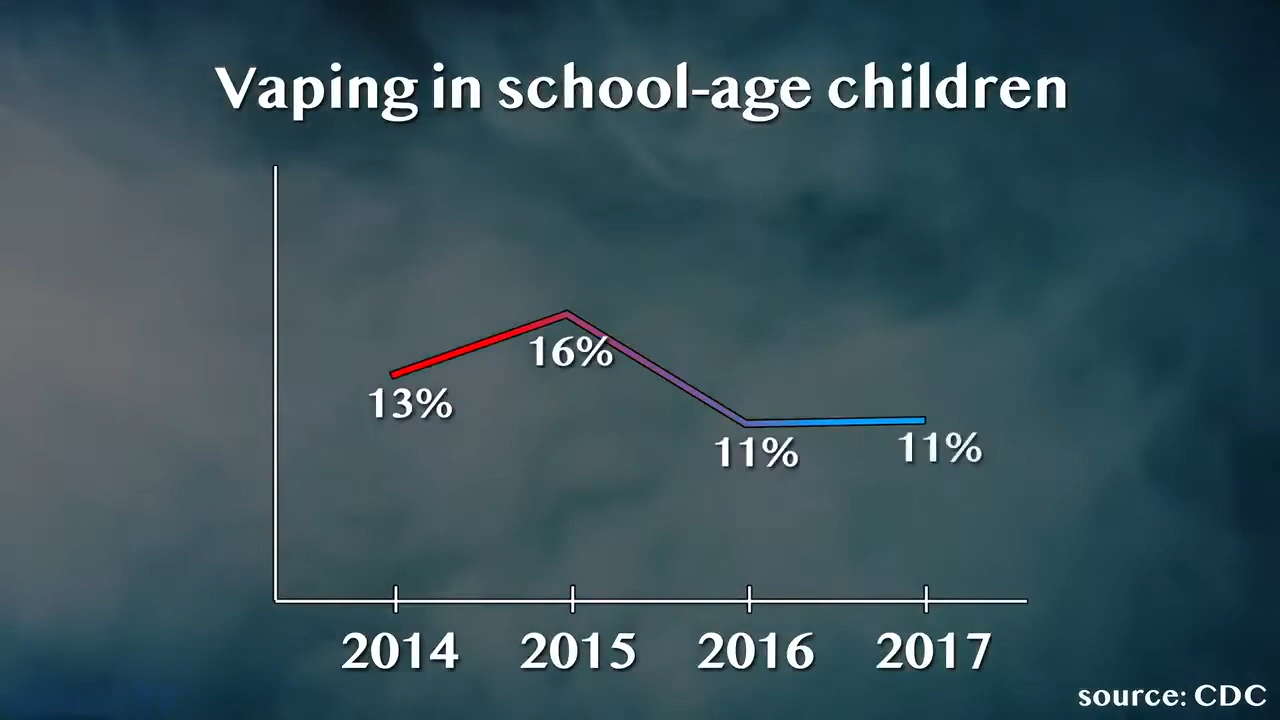 Vaping in school-age children
16%
13%
11%
11%
2014 2015 2016 2017
source: CDC